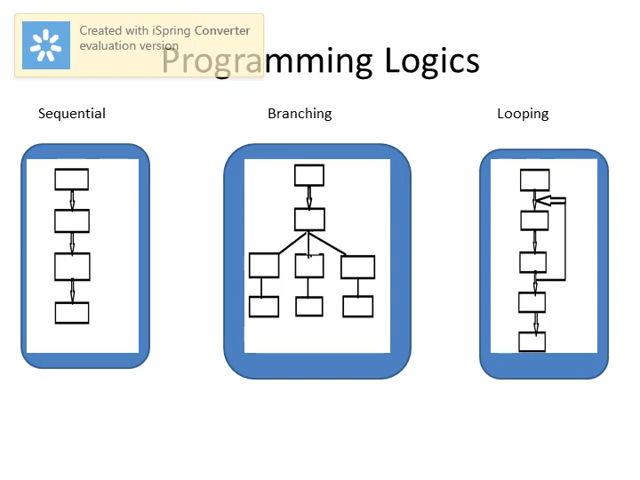 Created with iSpring Converter
evaluation version
Programming Logics
Sequential
Branching
Looping